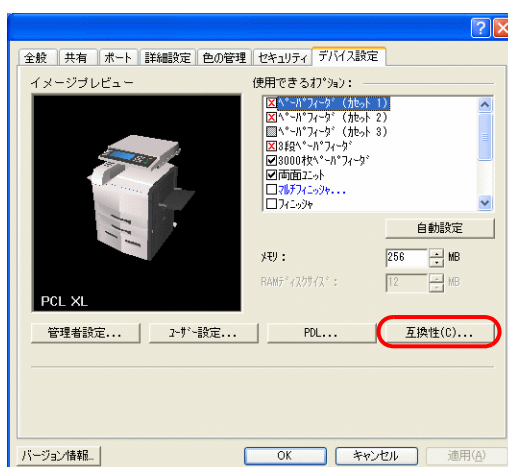 全般 共有 ポート 詳細設定 色の管理 セキュリティ デバイス設定
イメージプレビュー
使用できるｵﾌﾟｼｮﾝ：
ﾍﾟｰﾊﾟﾌｨｰﾀﾞ (ｶｾｯﾄ 1)
ﾍﾟｰﾊﾟﾌｨｰﾀﾞ (ｶｾｯﾄ 2)
ﾍﾟｰﾊﾟﾌｨｰﾀﾞ (ｶｾｯﾄ 3)
3段ﾍﾟｰﾊﾟﾌｨｰﾀﾞ
3000枚ﾍﾟｰﾊﾟﾌｨｰﾀﾞ
両面ﾕﾆｯﾄ
ﾏﾙﾁﾌｨﾆｯｼｬ...
ﾌｨﾆｯｼｬ
自動設定
ﾒﾓﾘ： 256 MB
RAMﾃﾞｨｽｸｻｲｽﾞ： 12 MB
PCL XL
管理者設定... ﾕｰｻﾞｰ設定... PDL... 互換性(C)...
バージョン情報... OK キャンセル 適用(A)